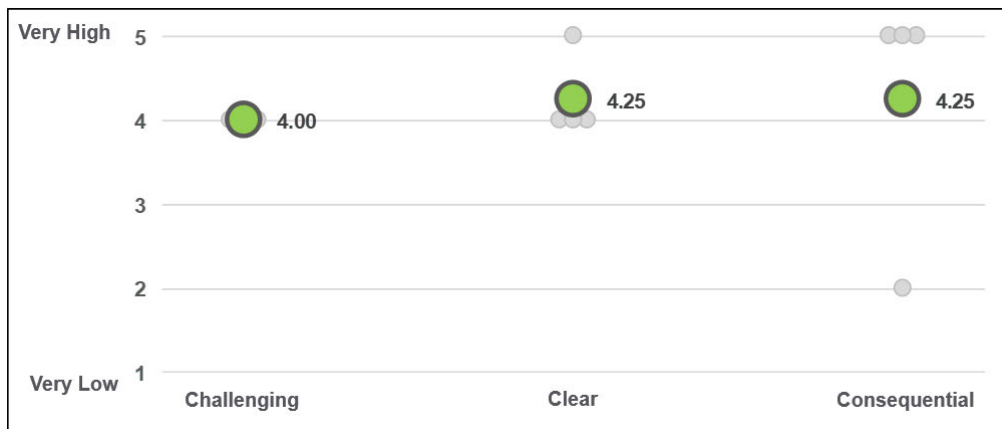 Very High 5
4.25 4.25
4 4.00
3
2
Very Low 1
Challenging Clear Consequential